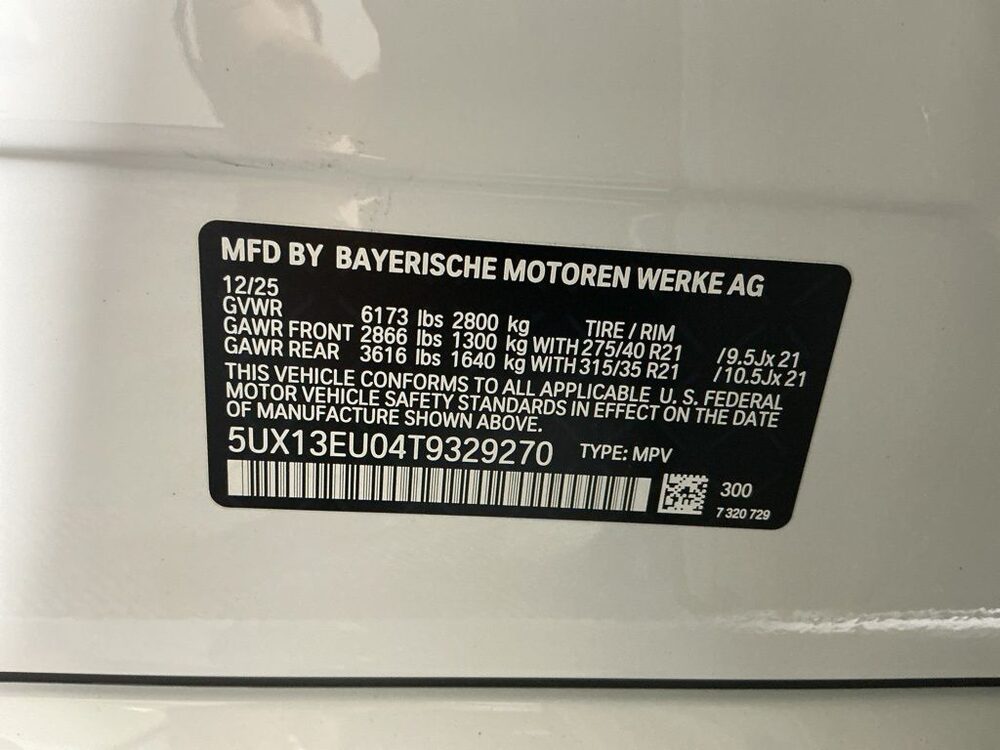 MFD BY BAYERISCHE MOTOREN WERKE AG
12/25
GVWR 6173 lbs 2800 kg TIRE / RIM
GAWR FRONT 2866 lbs 1300 kg WITH 275/40 R21 /9.5Jx 21
GAWR REAR 3616 lbs 1640 kg WITH 315/35 R21 /10.5Jx 21
THIS VEHICLE CONFORMS TO ALL APPLICABLE U. S. FEDERAL
MOTOR VEHICLE SAFETY STANDARDS IN EFFECT ON THE DATE
OF MANUFACTURE SHOWN ABOVE.
5UX13EU04T9329270 TYPE: MPV
300
7 320 729